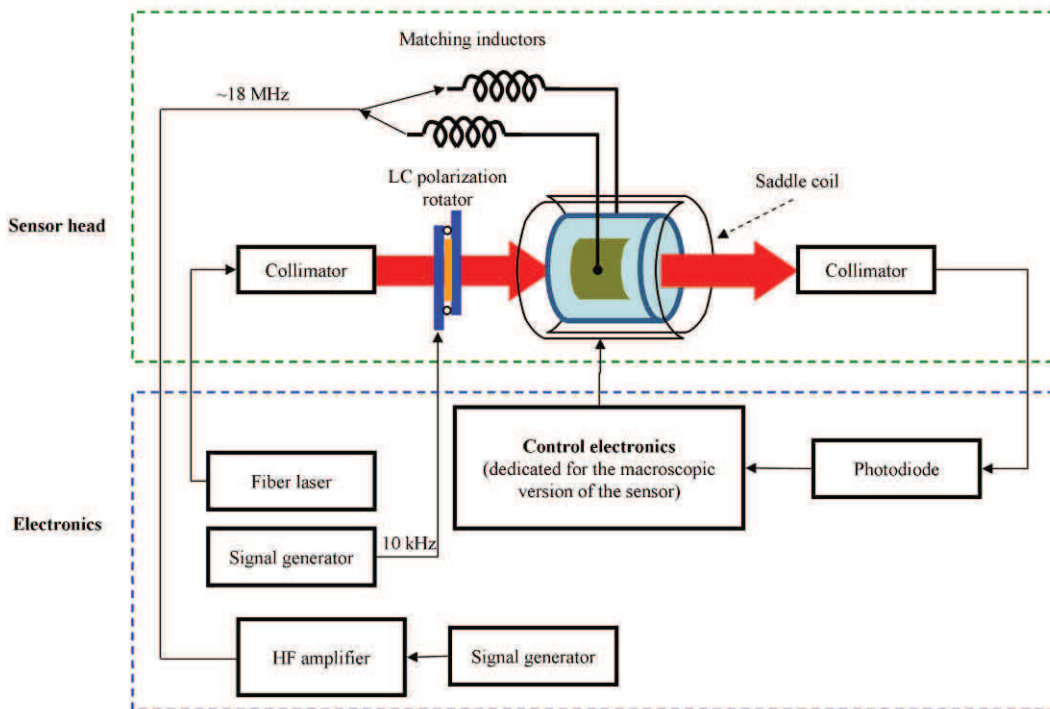 Matching inductors
~18 MHz
LC polarization
rotator
Saddle coil
Sensor head
Collimator
Collimator
Control electronics
(dedicated for the macroscopic
version of the sensor)
Photodiode
Fiber laser
Electronics
Signal generator
10 kHz
HF amplifier
Signal generator